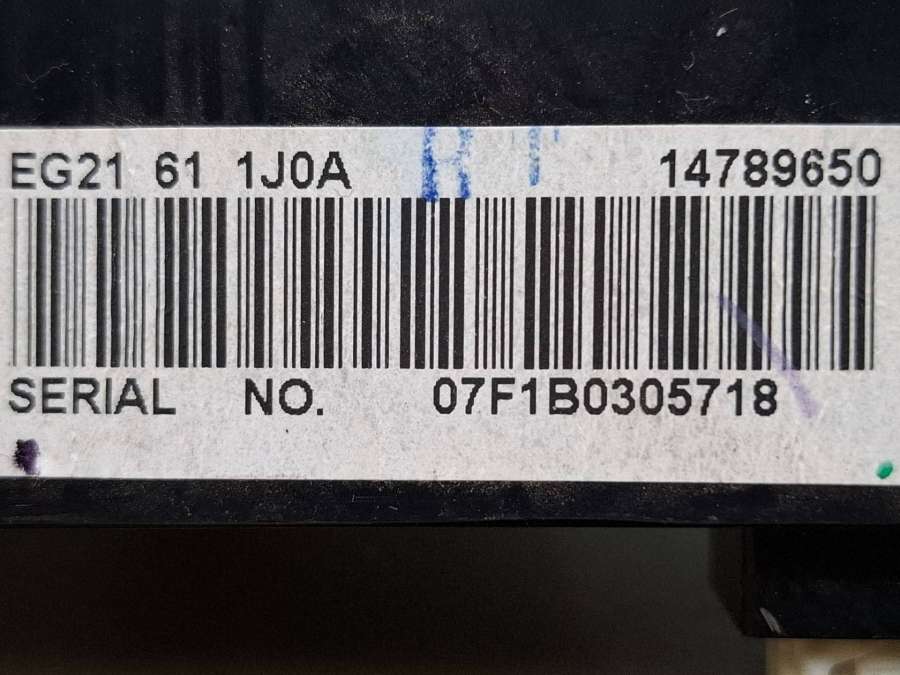 EG21 61 1J0A 14789650
SERIAL NO. 07F1B0305718